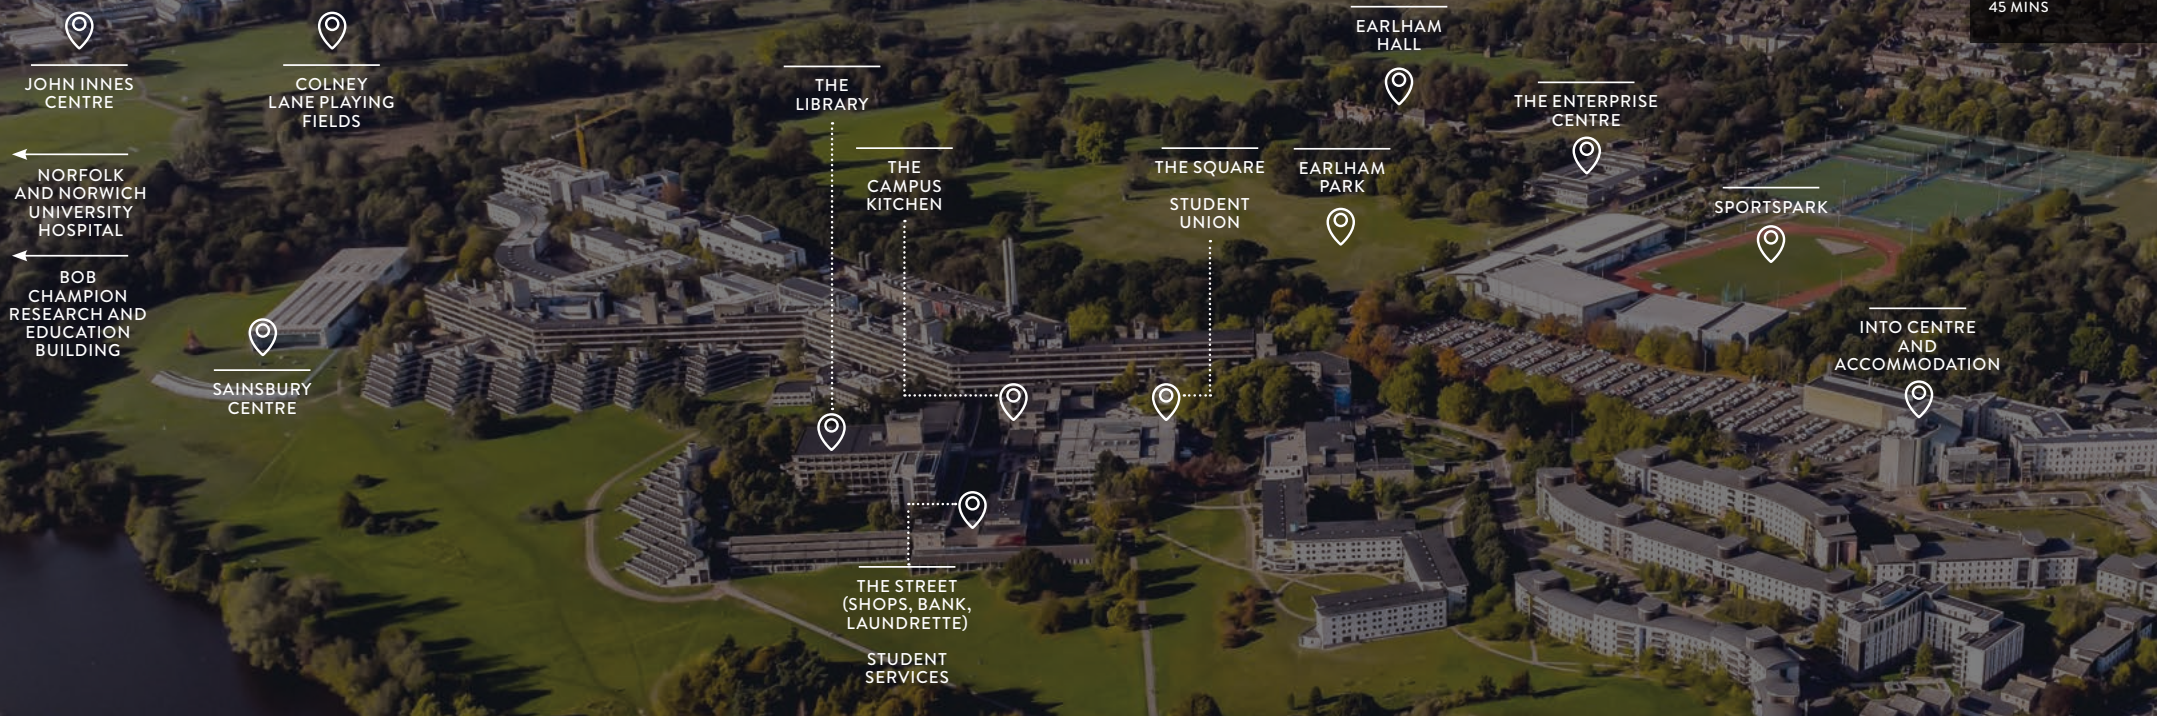 45 MINS
EARLHAM
HALL
JOHN INNES
CENTRE
COLNEY
LANE PLAYING
FIELDS
THE
LIBRARY
THE ENTERPRISE
CENTRE
NORFOLK
AND NORWICH
UNIVERSITY
HOSPITAL
THE
CAMPUS
KITCHEN
THE SQUARE
STUDENT
UNION
EARLHAM
PARK
SPORTSPARK
BOB
CHAMPION
RESEARCH AND
EDUCATION
BUILDING
SAINSBURY
CENTRE
INTO CENTRE
AND
ACCOMMODATION
THE STREET
(SHOPS, BANK,
LAUNDRETTE)
STUDENT
SERVICES